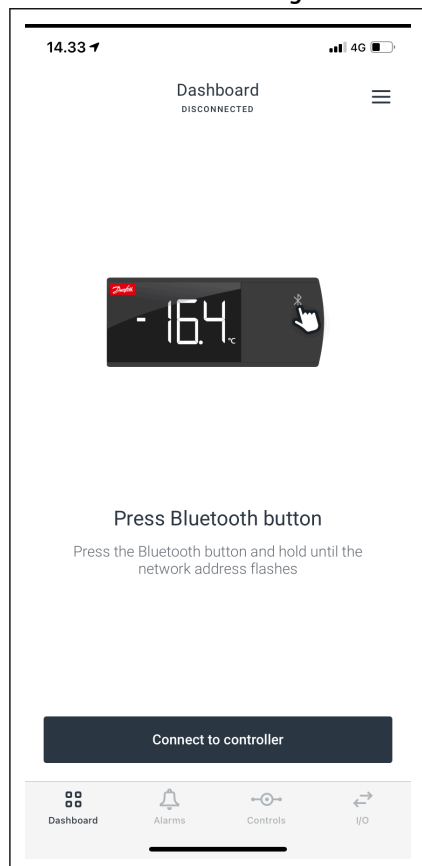 14.33
4G
Dashboard
DISCONNECTED
Danfoss
-16.4 °C
Press Bluetooth button
Press the Bluetooth button and hold until the
network address flashes
Connect to controller
Dashboard
Alarms
Controls
I/O